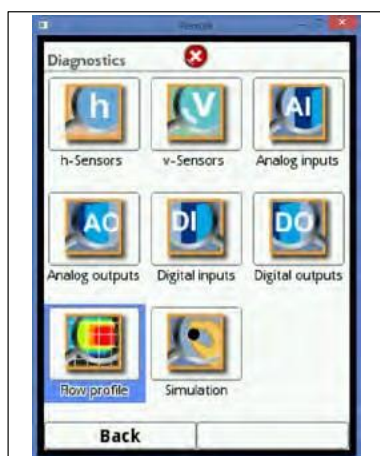 Diagnostics
h
V
AI
h-Sensors
v-Sensors
Analog inputs
AO
DI
DO
Analog outputs
Digital inputs
Digital outputs
Flow profile
Simulation
Back